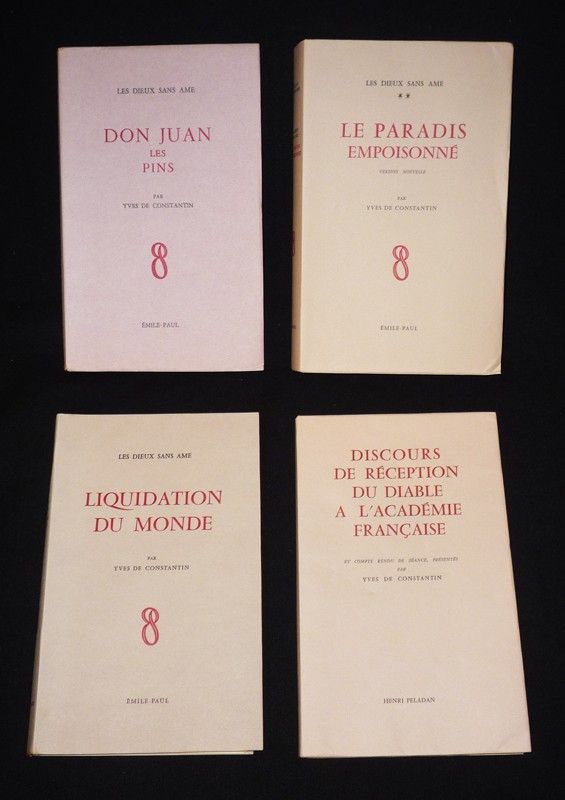 LES DIEUX SANS AME
DON JUAN
LES
PINS
PAR
YVES DE CONSTANTIN
ÉMILE-PAUL
LES DIEUX SANS AME
**
LE PARADIS
EMPOISONNÉ
VERSION NOUVELLE
PAR
YVES DE CONSTANTIN
ÉMILE-PAUL
LES DIEUX SANS AME
LIQUIDATION
DU MONDE
PAR
YVES DE CONSTANTIN
ÉMILE-PAUL
DISCOURS
DE RÉCEPTION
DU DIABLE
A L'ACADÉMIE
FRANÇAISE
ET COMPTE RENDU DE SÉANCE, PRÉSENTÉS
PAR
YVES DE CONSTANTIN
HENRI PELADAN